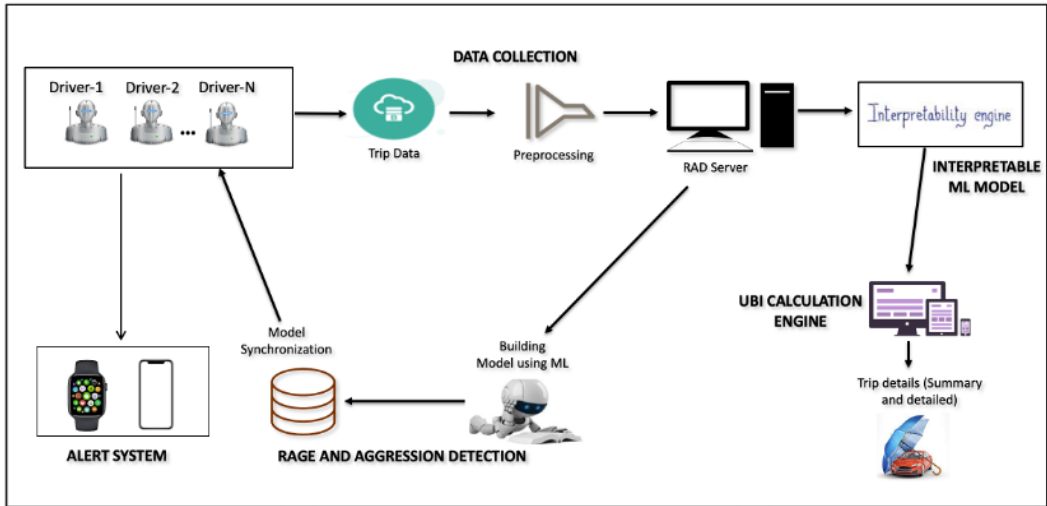 DATA COLLECTION
Driver-1 Driver-2 Driver-N
...
Trip Data
Preprocessing
RAD Server
Interpretability engine
INTERPRETABLE
ML MODEL
UBI CALCULATION
ENGINE
Model
Synchronization
Building
Model using ML
Trip details (Summary
and detailed)
ALERT SYSTEM
RAGE AND AGGRESSION DETECTION